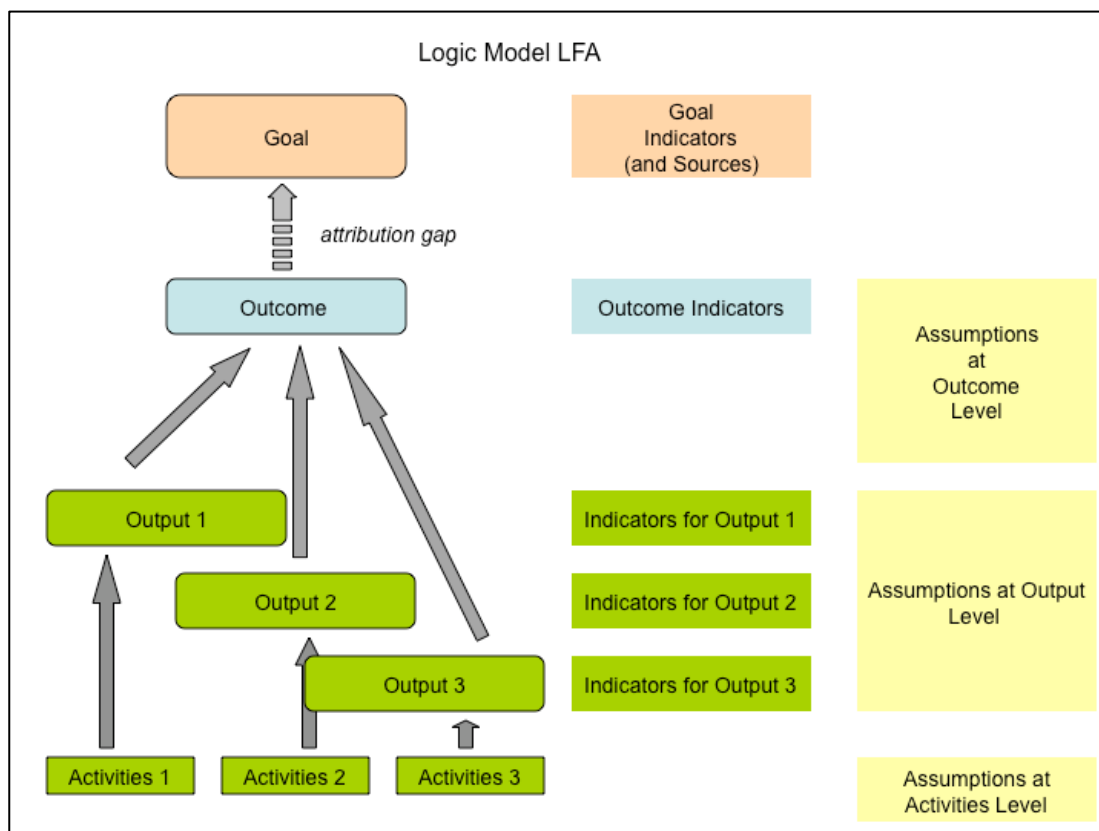 Logic Model LFA
Goal
Goal
Indicators
(and Sources)
attribution gap
Outcome
Outcome Indicators
Assumptions
at
Outcome
Level
Output 1
Indicators for Output 1
Output 2
Indicators for Output 2
Assumptions at Output
Level
Output 3
Indicators for Output 3
Activities 1
Activities 2
Activities 3
Assumptions at
Activities Level